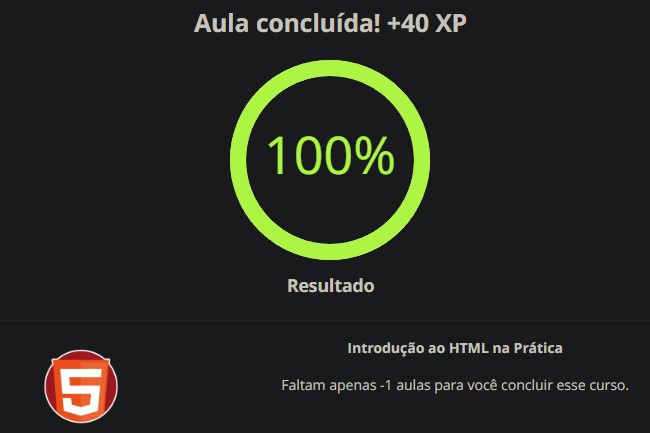 Aula concluída! +40 XP
100%
Resultado
Introdução ao HTML na Prática
Faltam apenas -1 aulas para você concluir esse curso.
5